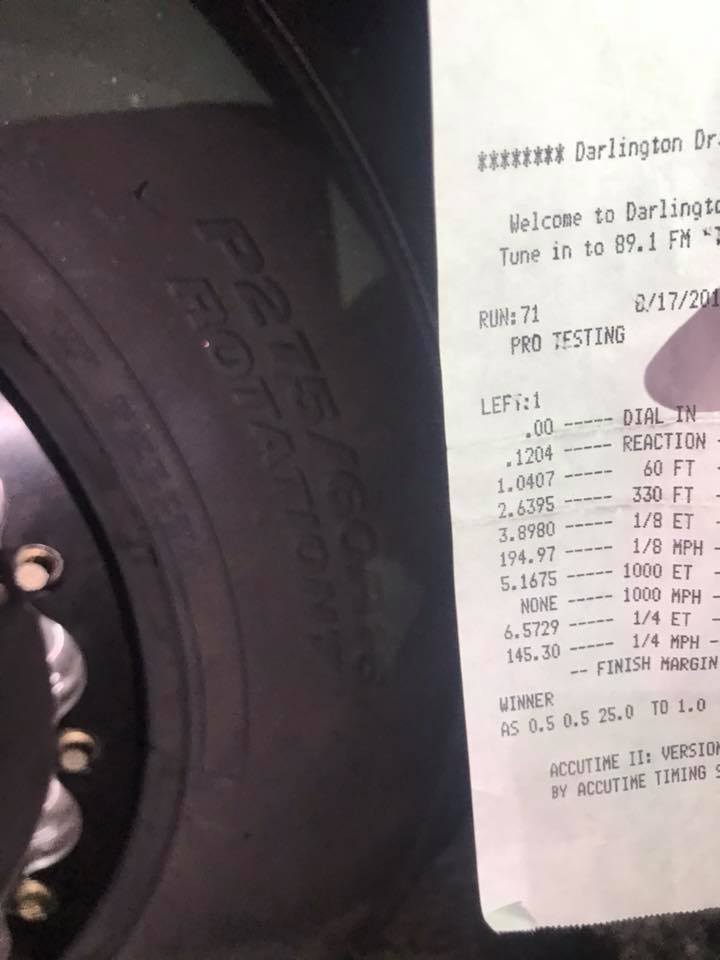 P275/60
ROTATION
******** Darlington Dr
Welcome to Darlingto
Tune in to 89.1 FM "
RUN:71 8/17/201
PRO TESTING
LEFT:1
.00 ----- DIAL IN
.1204 ----- REACTION -
1.0407 ----- 60 FT -
2.6395 ----- 330 FT -
3.8980 ----- 1/8 ET -
194.97 ----- 1/8 MPH -
5.1675 ----- 1000 ET -
NONE ----- 1000 MPH -
6.5729 ----- 1/4 ET -
145.30 ----- 1/4 MPH -
-- FINISH MARGIN
WINNER
AS 0.5 0.5 25.0 TO 1.0
ACCUTIME II: VERSION
BY ACCUTIME TIMING S